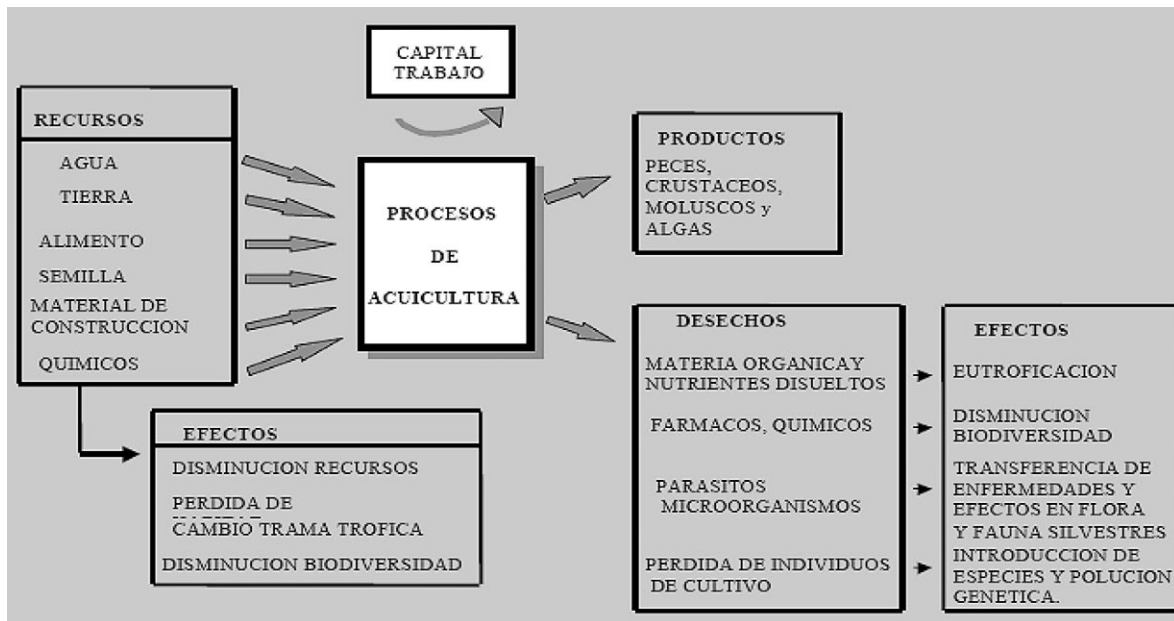 CAPITAL
TRABAJO
RECURSOS
AGUA
TIERRA
ALIMENTO
SEMILLA
MATERIAL DE
CONSTRUCCION
QUIMICOS
PROCESOS
DE
ACUICULTURA
PRODUCTOS
PECES,
CRUSTACEOS,
MOLUSCOS y
ALGAS
EFECTOS
DISMINUCION RECURSOS
PERDIDA DE
CAMBIO TRAMA TROFICA
DISMINUCION BIODIVERSIDAD
DESECHOS
MATERIA ORGANICAY
NUTRIENTES DISUELTOS
FARMACOS, QUIMICOS
PARASITOS
MICROORGANISMOS
PERDIDA DE INDIVIDUOS
DE CULTIVO
EFECTOS
EUTROFICACION
DISMINUCION
BIODIVERSIDAD
TRANSFERENCIA DE
ENFERMEDADES Y
EFECTOS EN FLORA
Y FAUNA SILVESTRES
INTRODUCCION DE
ESPECIES Y POLUCION
GENETICA.